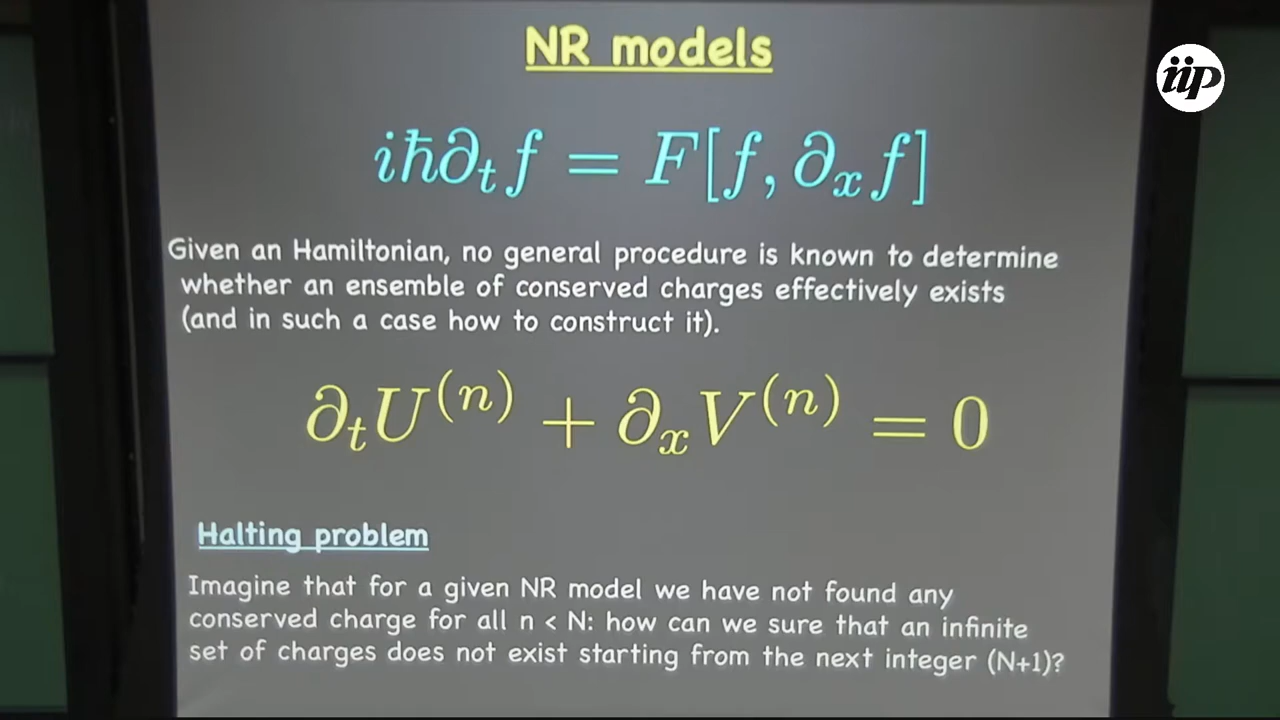 NR models
iip
iħ∂ₜf = F[f, ∂ₓf]
Given an Hamiltonian, no general procedure is known to determine
whether an ensemble of conserved charges effectively exists
(and in such a case how to construct it).
∂ₜU⁽ⁿ⁾ + ∂ₓV⁽ⁿ⁾ = 0
Halting problem
Imagine that for a given NR model we have not found any
conserved charge for all n < N: how can we sure that an infinite
set of charges does not exist starting from the next integer (N+1)?